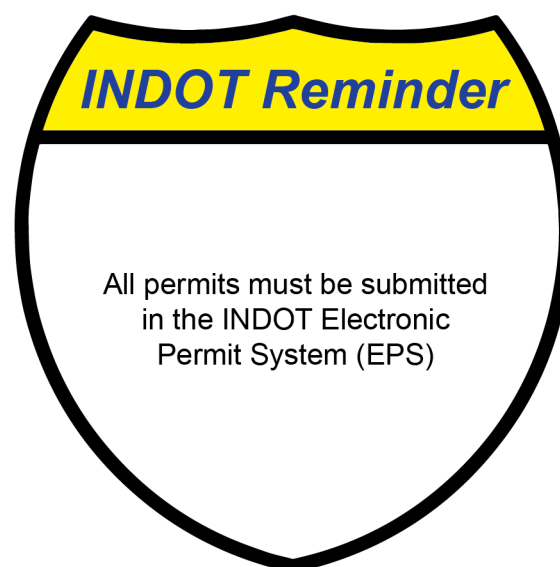 INDOT Reminder
All permits must be submitted
in the INDOT Electronic
Permit System (EPS)